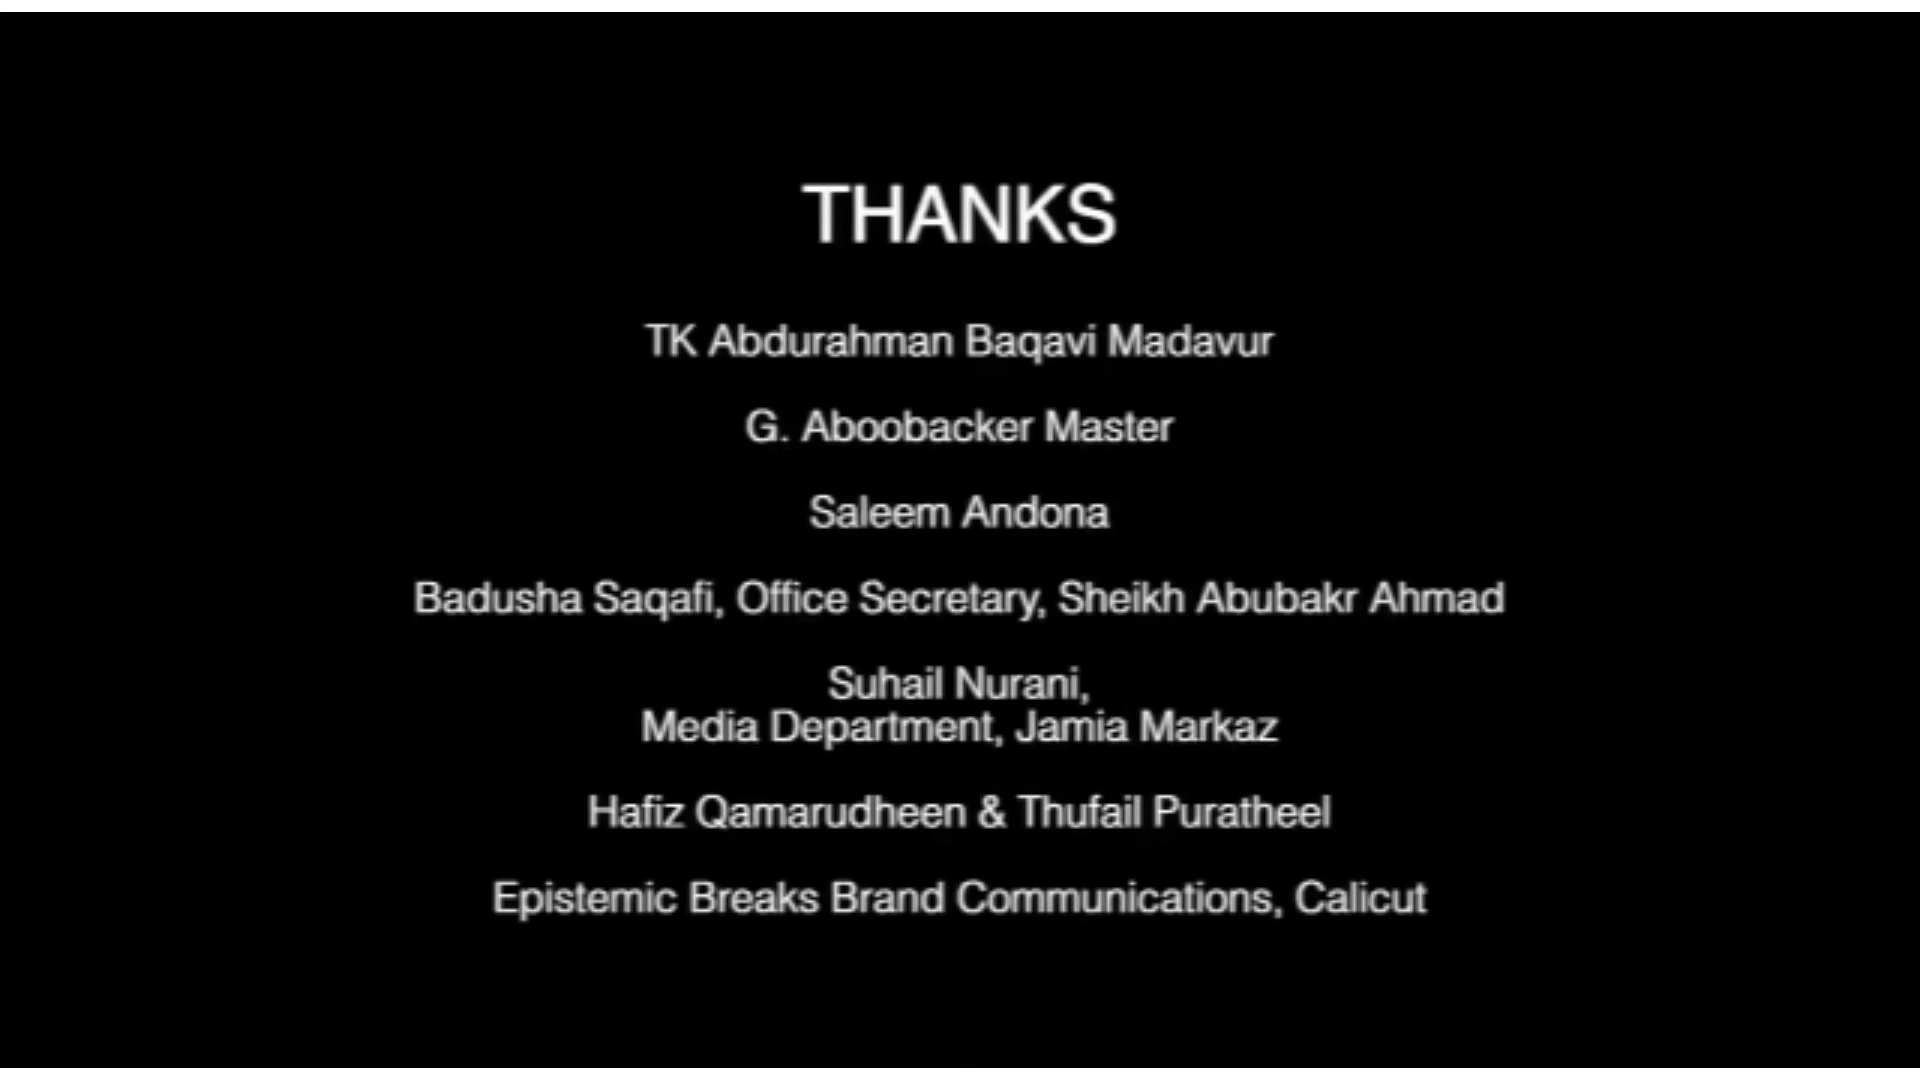 THANKS
TK Abdurahman Baqavi Madavur
G. Aboobacker Master
Saleem Andona
Badusha Saqafi, Office Secretary, Sheikh Abubakr Ahmad
Suhail Nurani,
Media Department, Jamia Markaz
Hafiz Qamarudheen & Thufail Puratheel
Epistemic Breaks Brand Communications, Calicut